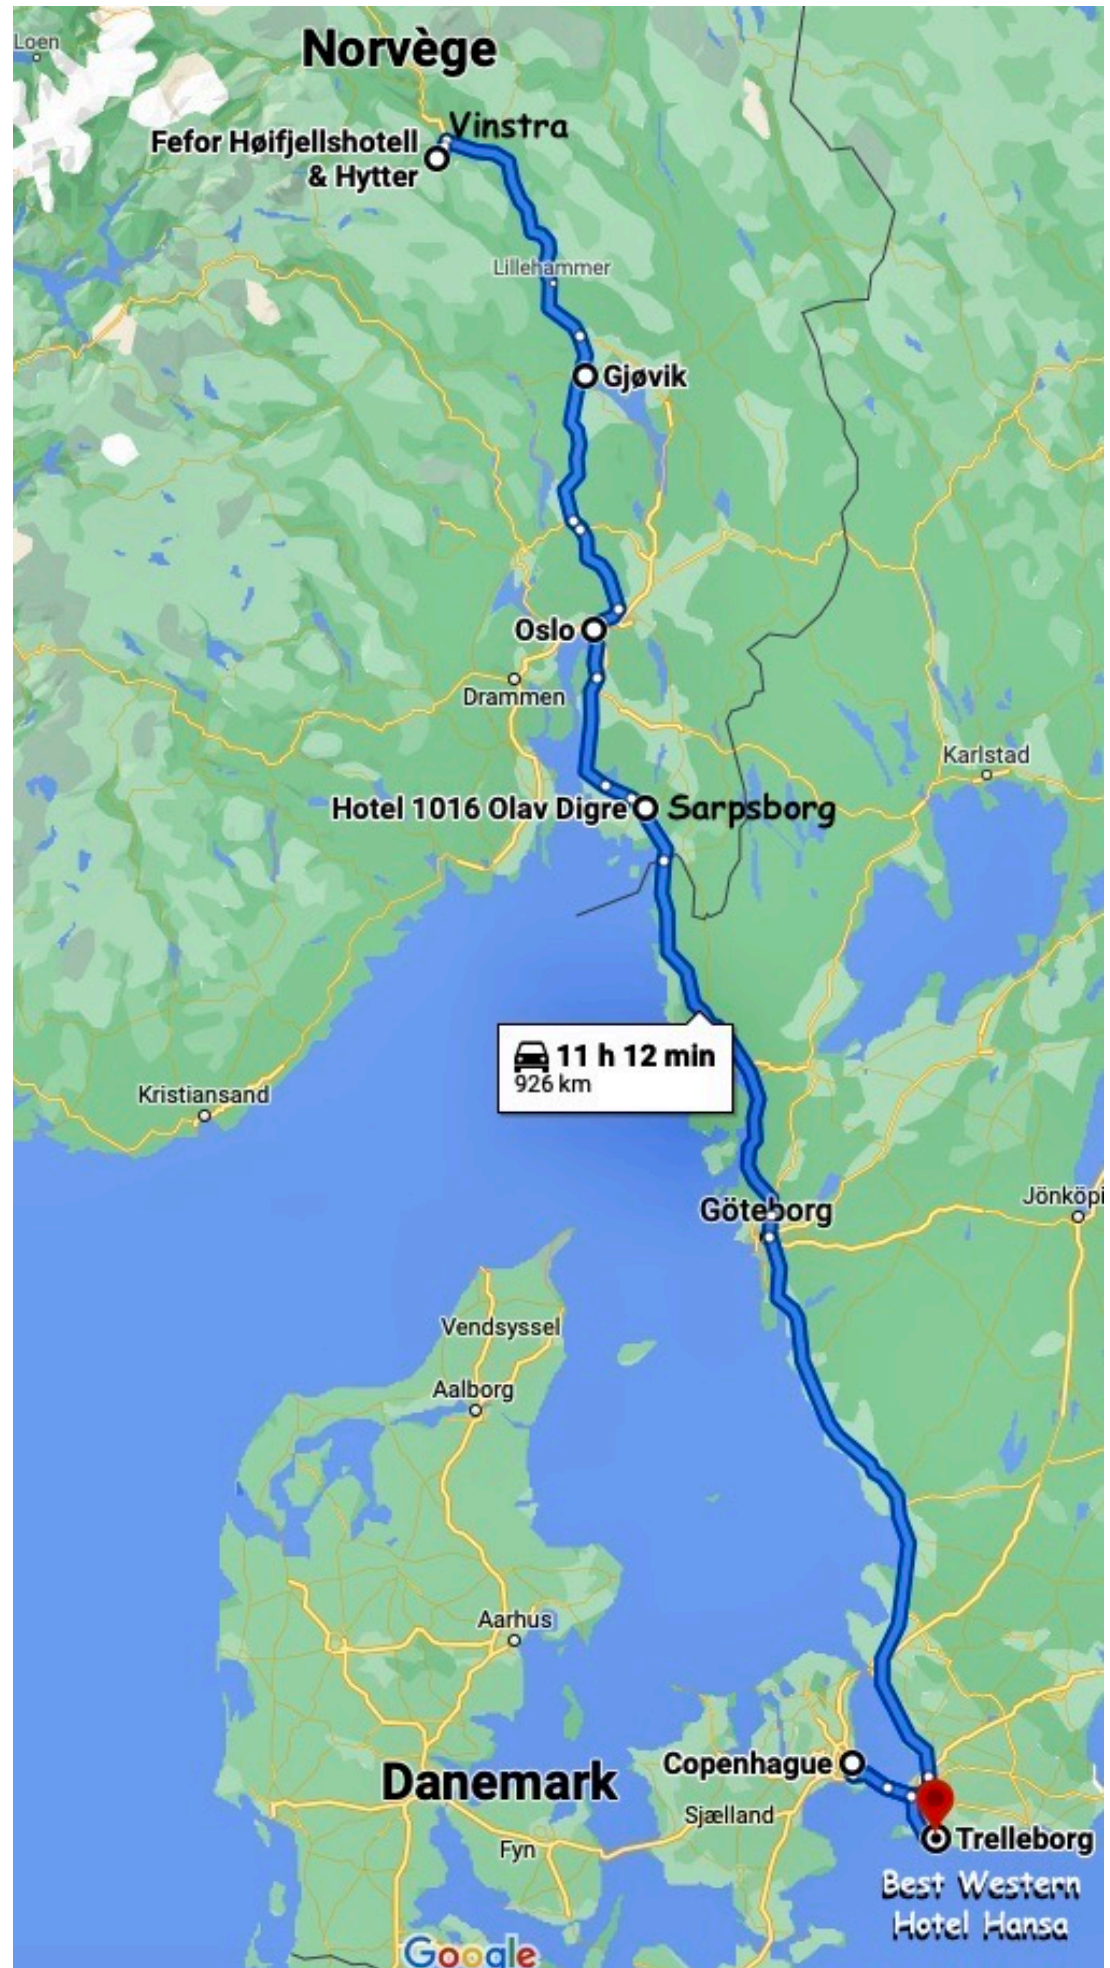 Loen
Norvège
Vinstra
Fefor Høifjellshotell
& Hytter
Lillehammer
Gjøvik
Oslo
Drammen
Karlstad
Hotel 1016 Olav Digre
Sarpsborg
11 h 12 min
926 km
Kristiansand
Göteborg
Jönköpi
Vendsyssel
Aalborg
Aarhus
Copenhague
Danemark
Sjælland
Trelleborg
Fyn
Best Western
Hotel Hansa
Google